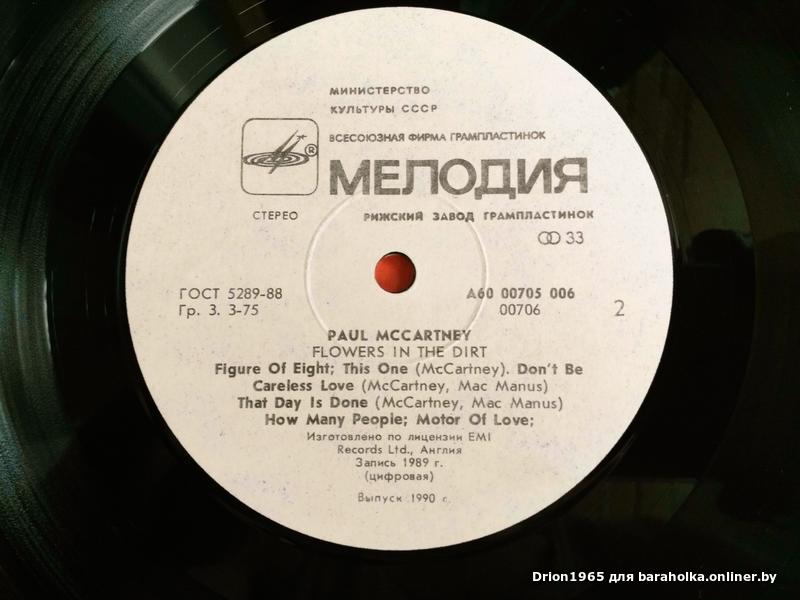 МИНИСТЕРСТВО
КУЛЬТУРЫ СССР
ВСЕСОЮЗНАЯ ФИРМА ГРАМПЛАСТИНОК
®
МЕЛОДИЯ
СТЕРЕО
РИЖСКИЙ ЗАВОД ГРАМПЛАСТИНОК
33
ГОСТ 5289-88
Гр. 3. 3-75
А60 00705 006
00706
2
PAUL MCCARTNEY
FLOWERS IN THE DIRT
Figure Of Eight; This One (McCartney). Don't Be
Careless Love (McCartney, Mac Manus)
That Day Is Done (McCartney, Mac Manus)
How Many People; Motor Of Love;
Изготовлено по лицензии EMI
Records Ltd., Англия
Запись 1989 г.
(цифровая)
Выпуск 1990 г.
Drion1965 для baraholka.onliner.by